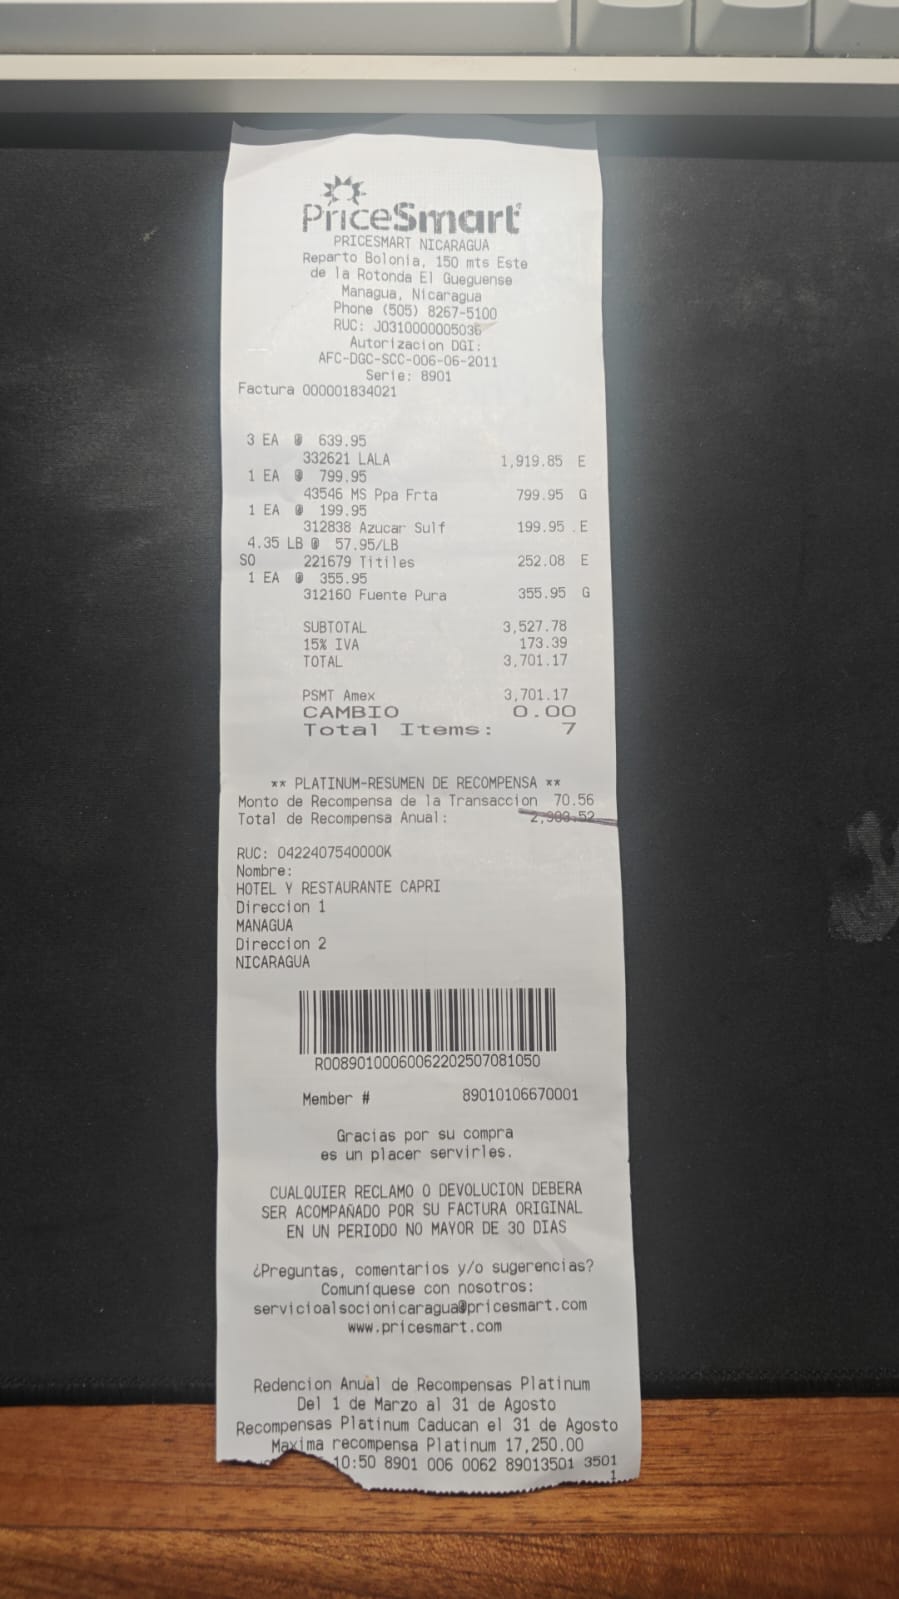 PriceSmart
PRICESMART NICARAGUA
Reparto Bolonia, 150 mts Este
de la Rotonda El Gueguense
Managua, Nicaragua
Phone (505) 8267-5100
RUC: J0310000005036
Autorizacion DGI:
AFC-DGC-SCC-006-06-2011
Serie: 8901
Factura 000001834021
3 EA @ 639.95
332621 LALA 1,919.85 E
1 EA @ 799.95
43546 MS Ppa Frta 799.95 G
1 EA @ 199.95
312838 Azucar Sulf 199.95 E
4.35 LB @ 57.95/LB
SO 221679 Titiles 252.08 E
1 EA @ 355.95
312160 Fuente Pura 355.95 G
SUBTOTAL 3,527.78
15% IVA 173.39
TOTAL 3,701.17
PSMT Amex 3,701.17
CAMBIO 0.00
Total Items: 7
** PLATINUM-RESUMEN DE RECOMPENSA **
Monto de Recompensa de la Transaccion 70.56
Total de Recompensa Anual:
RUC: 0422407540000K
Nombre:
HOTEL Y RESTAURANTE CAPRI
Direccion 1
MANAGUA
Direccion 2
NICARAGUA
R00890100060062202507081050
Member # 89010106670001
Gracias por su compra
es un placer servirles.
CUALQUIER RECLAMO O DEVOLUCION DEBERA
SER ACOMPAÑADO POR SU FACTURA ORIGINAL
EN UN PERIODO NO MAYOR DE 30 DIAS
¿Preguntas, comentarios y/o sugerencias?
Comuníquese con nosotros:
servicioalsocionicaragua@pricesmart.com
www.pricesmart.com
Redencion Anual de Recompensas Platinum
Del 1 de Marzo al 31 de Agosto
Recompensas Platinum Caducan el 31 de Agosto
Maxima recompensa Platinum 17,250.00
10:50 8901 006 0062 89013501 3501
1